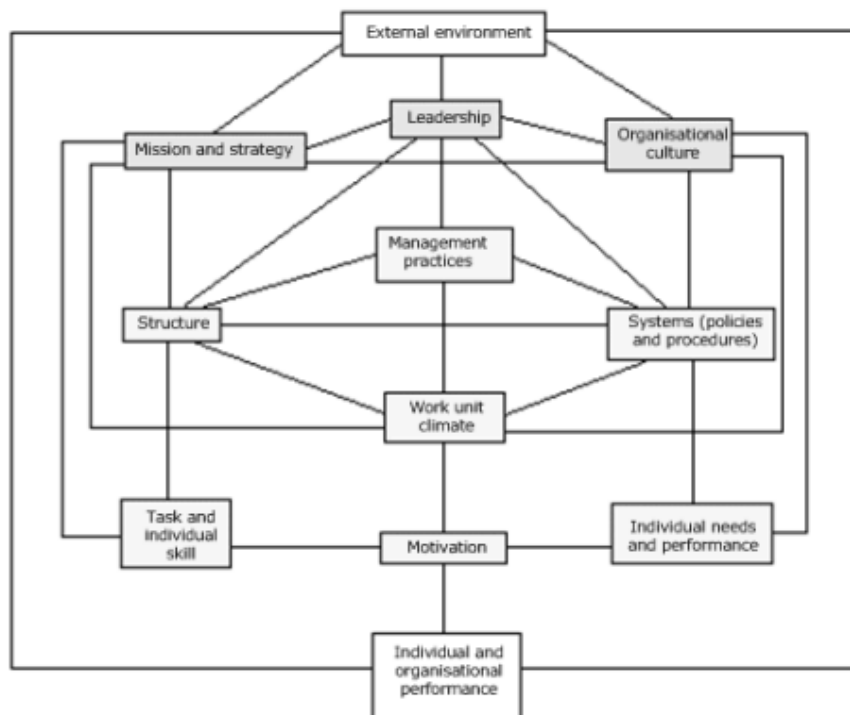 External environment
Leadership
Mission and strategy
Organisational
culture
Management
practices
Structure
Systems (policies
and procedures)
Work unit
climate
Task and
individual
skill
Motivation
Individual needs
and performance
Individual and
organisational
performance